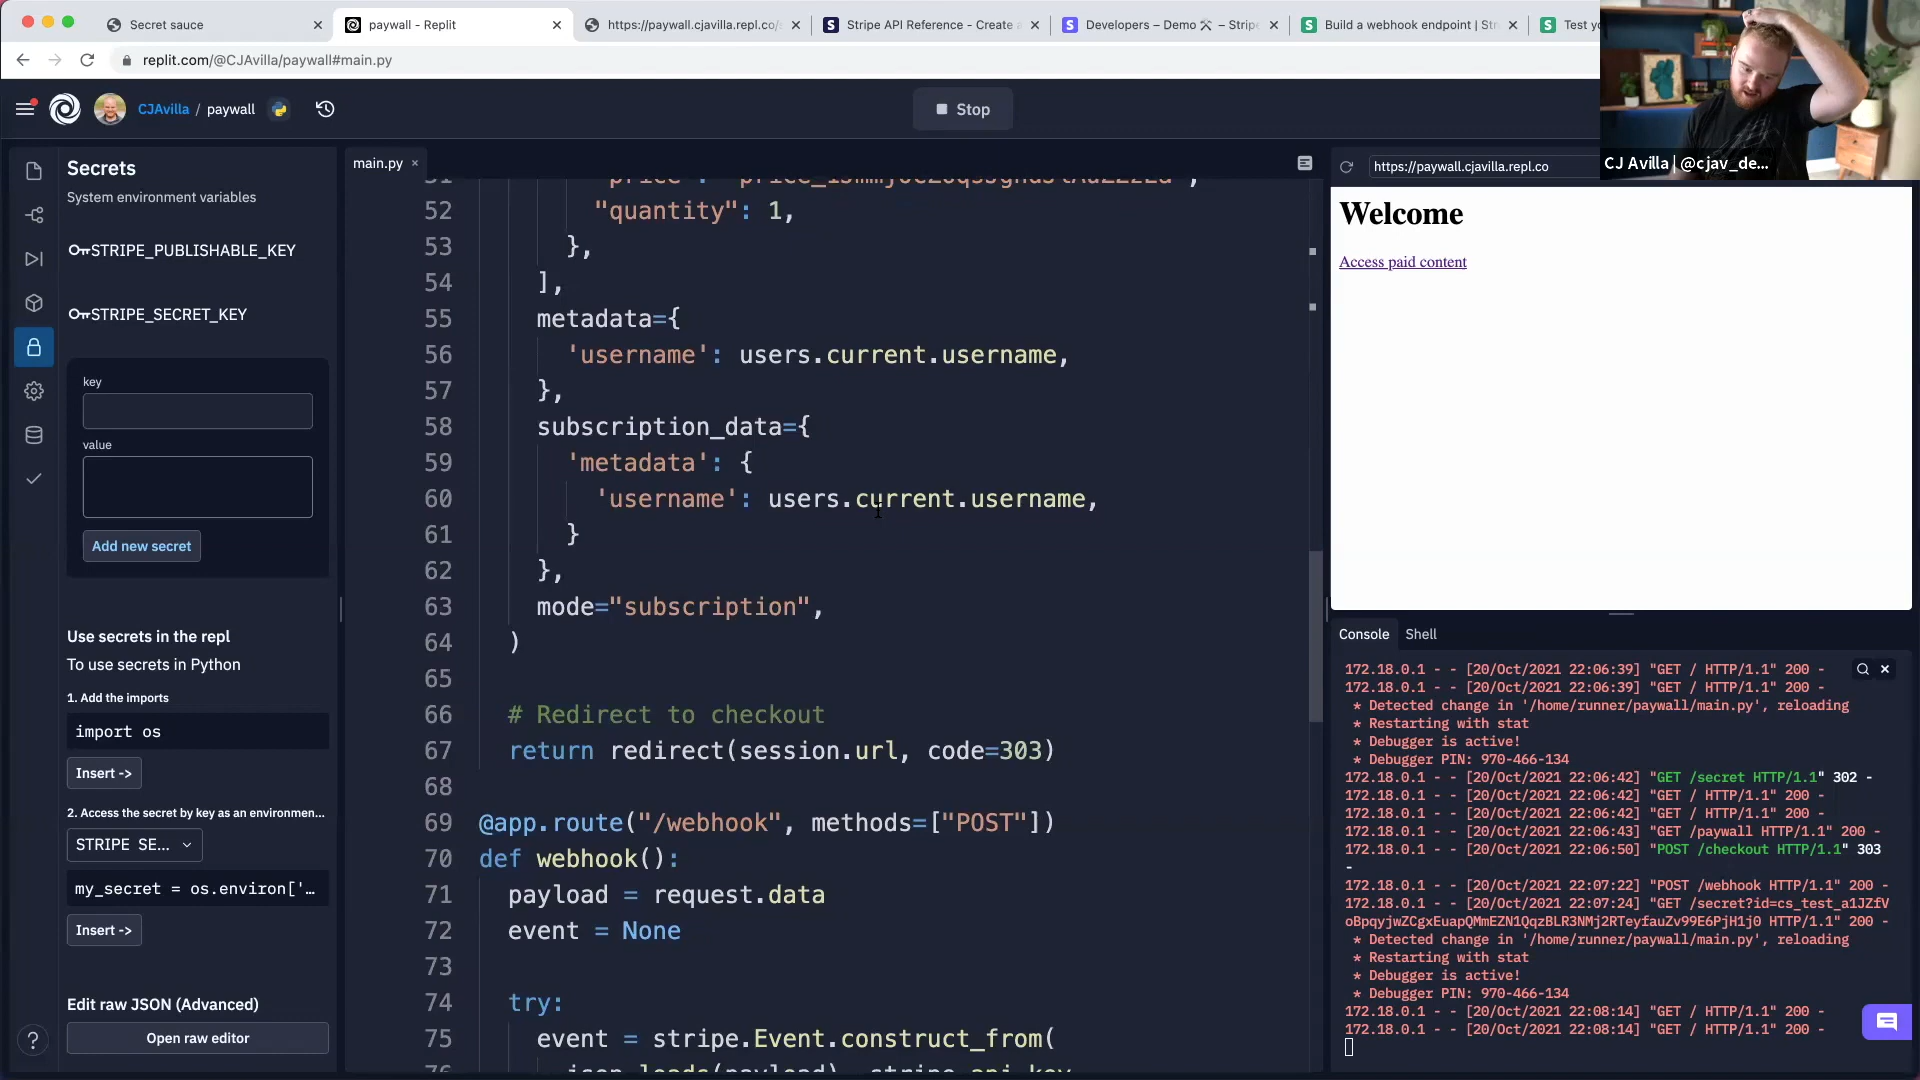 Secret sauce
paywall - Replit
https://paywall.cjavilla.repl.co/s
Stripe API Reference - Create a
Developers – Demo 🛠 – Stripe
Build a webhook endpoint | Str
Test yo
replit.com/@CJAvilla/paywall#main.py
CJAvilla / paywall
Stop
CJ Avilla | @cjav_de...
Secrets
System environment variables
STRIPE_PUBLISHABLE_KEY
STRIPE_SECRET_KEY
key
value
Add new secret
Use secrets in the repl
To use secrets in Python
1. Add the imports
import os
Insert ->
2. Access the secret by key as an environmen...
STRIPE SE...
my_secret = os.environ['...
Insert ->
Edit raw JSON (Advanced)
Open raw editor
main.py
52 "quantity": 1,
53 },
54 ],
55 metadata={
56 'username': users.current.username,
57 },
58 subscription_data={
59 'metadata': {
60 'username': users.current.username,
61 }
62 },
63 mode="subscription",
64 )
65
66 # Redirect to checkout
67 return redirect(session.url, code=303)
68
69 @app.route("/webhook", methods=["POST"])
70 def webhook():
71 payload = request.data
72 event = None
73
74 try:
75 event = stripe.Event.construct_from(
76 json.loads(payload), stripe.api_key
https://paywall.cjavilla.repl.co
Welcome
Access paid content
Console Shell
172.18.0.1 - - [20/Oct/2021 22:06:39] "GET / HTTP/1.1" 200 -
172.18.0.1 - - [20/Oct/2021 22:06:39] "GET / HTTP/1.1" 200 -
* Detected change in '/home/runner/paywall/main.py', reloading
* Restarting with stat
* Debugger is active!
* Debugger PIN: 970-466-134
172.18.0.1 - - [20/Oct/2021 22:06:42] "GET /secret HTTP/1.1" 302 -
172.18.0.1 - - [20/Oct/2021 22:06:42] "GET / HTTP/1.1" 200 -
172.18.0.1 - - [20/Oct/2021 22:06:42] "GET / HTTP/1.1" 200 -
172.18.0.1 - - [20/Oct/2021 22:06:43] "GET /paywall HTTP/1.1" 200 -
172.18.0.1 - - [20/Oct/2021 22:06:50] "POST /checkout HTTP/1.1" 303
-
172.18.0.1 - - [20/Oct/2021 22:07:22] "POST /webhook HTTP/1.1" 200 -
172.18.0.1 - - [20/Oct/2021 22:07:24] "GET /secret?id=cs_test_a1JZfV
oBpqyjwZCgxEuapQMmEZN1QqzBLR3NMj2RTeyfauZv99E6PjH1j0 HTTP/1.1" 200 -
* Detected change in '/home/runner/paywall/main.py', reloading
* Restarting with stat
* Debugger is active!
* Debugger PIN: 970-466-134
172.18.0.1 - - [20/Oct/2021 22:08:14] "GET / HTTP/1.1" 200 -
172.18.0.1 - - [20/Oct/2021 22:08:14] "GET / HTTP/1.1" 200 -